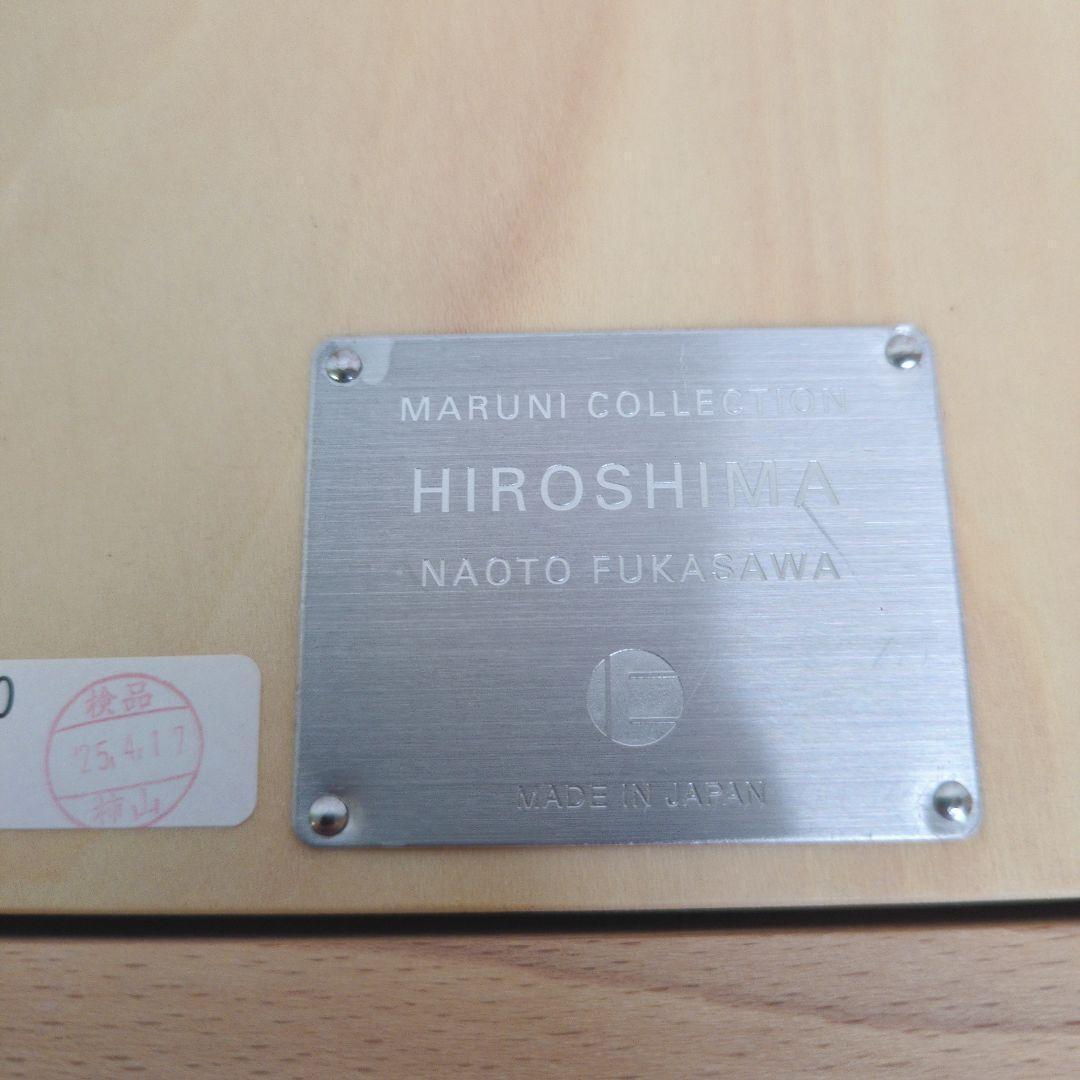 MARUNI COLLECTION
HIROSHIMA
NAOTO FUKASAWA
MADE IN JAPAN
0
検品
'25.4.17
柿山